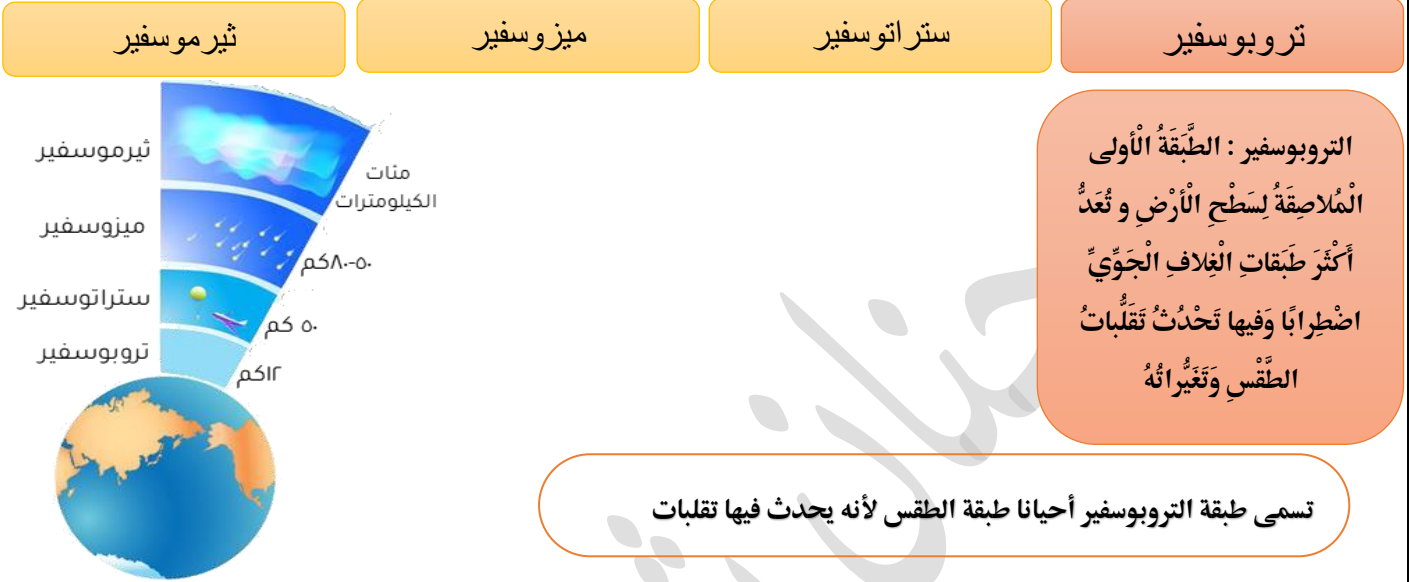 تروبوسفير
ستراتوسفير
ميزوسفير
ثيرموسفير
التروبوسفير : الطَّبَقَةُ الْأولى
الْمُلاصِقَةُ لِسَطْحِ الْأرْضِ و تُعَدُّ
أَكْثَرَ طَبَقاتِ الْغِلافِ الْجَوِّيِّ
اضْطِرابًا وَفيها تَحْدُثُ تَقَلُّباتُ
الطَّقْسِ وَتَغَيُّراتُهُ
ثيرموسفير
مئات
الكيلومترات
ميزوسفير
٥٠-٨٠كم
ستراتوسفير
٥٠ كم
تروبوسفير
١٢كم
تسمى طبقة التروبوسفير أحيانا طبقة الطقس لأنه يحدث فيها تقلبات
حنان